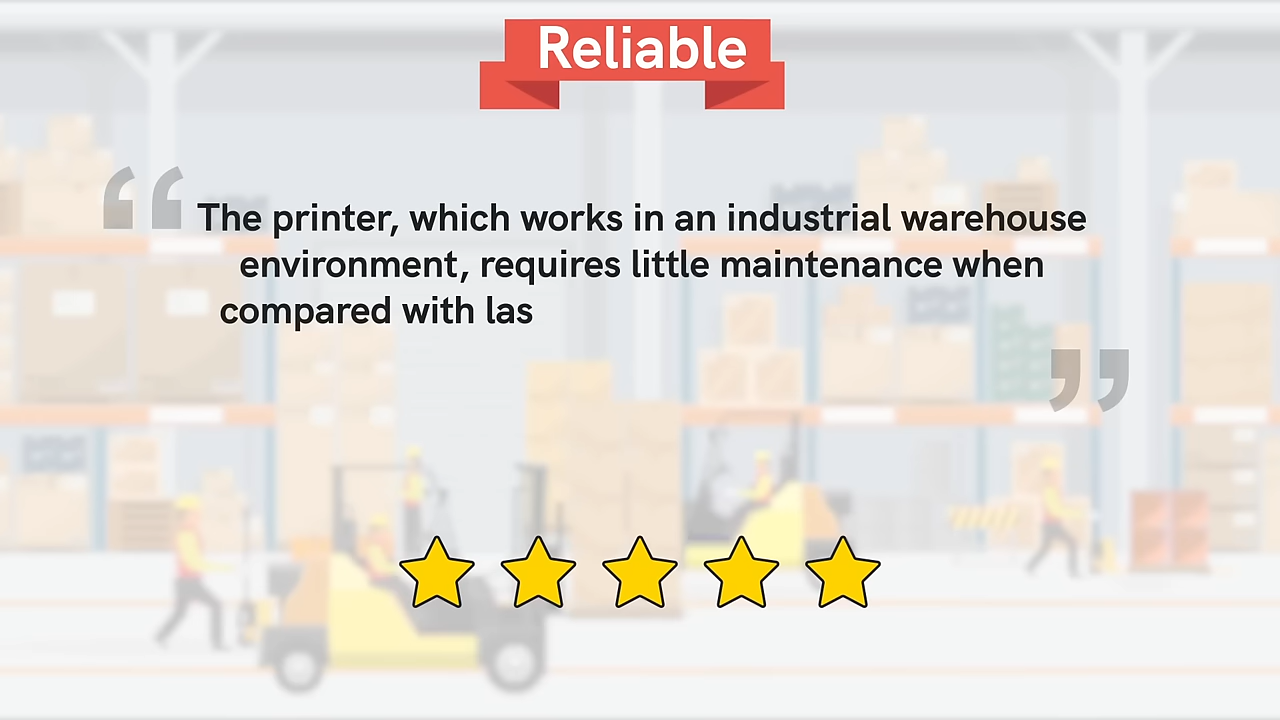 Reliable
“The printer, which works in an industrial warehouse
environment, requires little maintenance when
compared with las
”